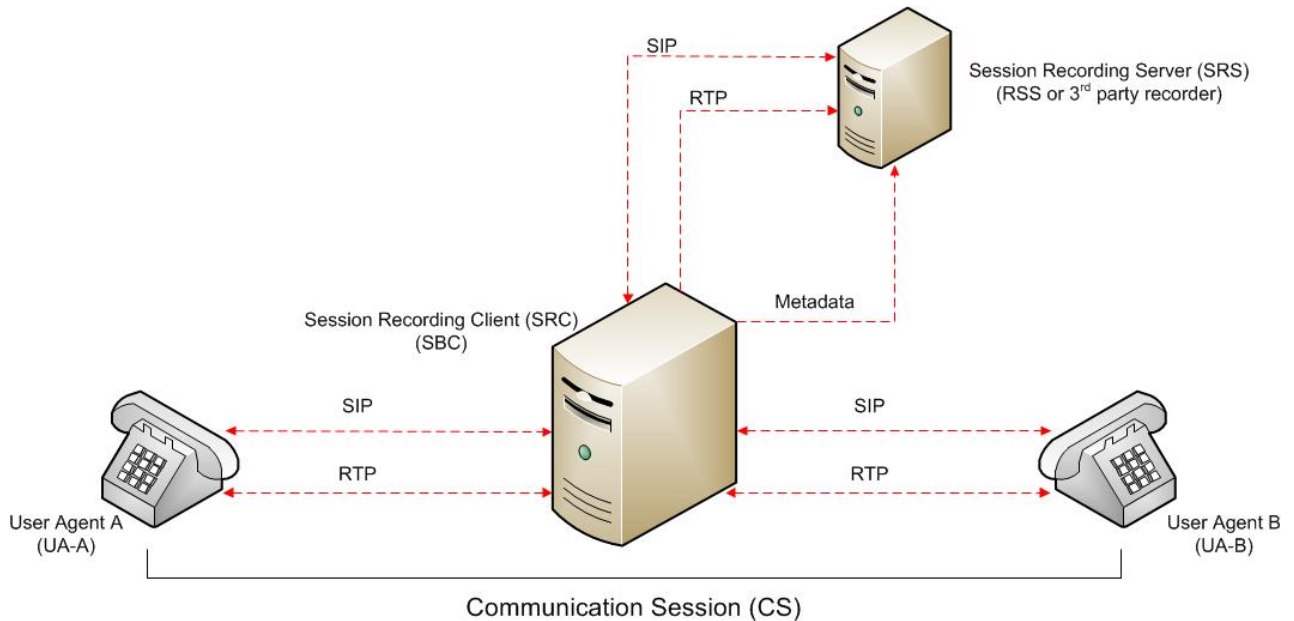 SIP
Session Recording Server (SRS)
(RSS or 3rd party recorder)
RTP
Metadata
Session Recording Client (SRC)
(SBC)
SIP
SIP
RTP
RTP
User Agent A
(UA-A)
User Agent B
(UA-B)
Communication Session (CS)